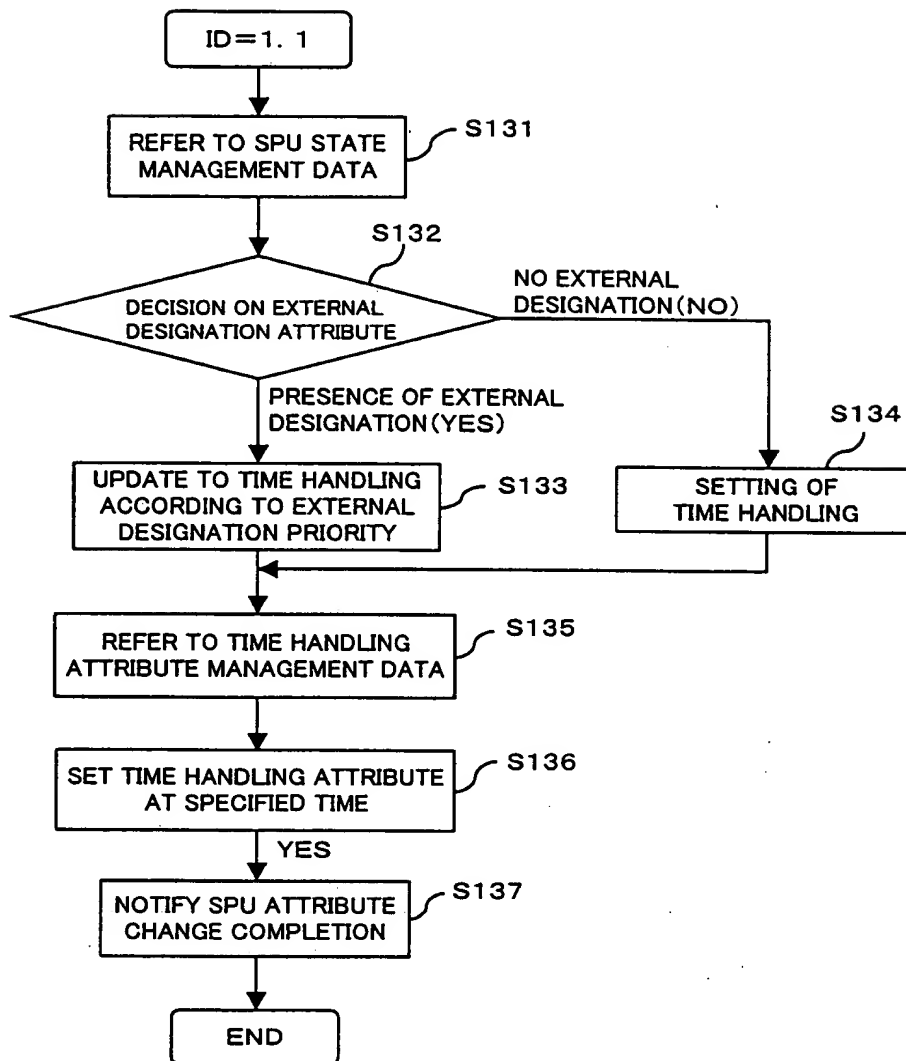 ID=1. 1
REFER TO SPU STATE
MANAGEMENT DATA
S131
S132
DECISION ON EXTERNAL
DESIGNATION ATTRIBUTE
NO EXTERNAL
DESIGNATION(NO)
PRESENCE OF EXTERNAL
DESIGNATION(YES)
S134
UPDATE TO TIME HANDLING
ACCORDING TO EXTERNAL
DESIGNATION PRIORITY
S133
SETTING OF
TIME HANDLING
REFER TO TIME HANDLING
ATTRIBUTE MANAGEMENT DATA
S135
SET TIME HANDLING ATTRIBUTE
AT SPECIFIED TIME
S136
YES
NOTIFY SPU ATTRIBUTE
CHANGE COMPLETION
S137
END